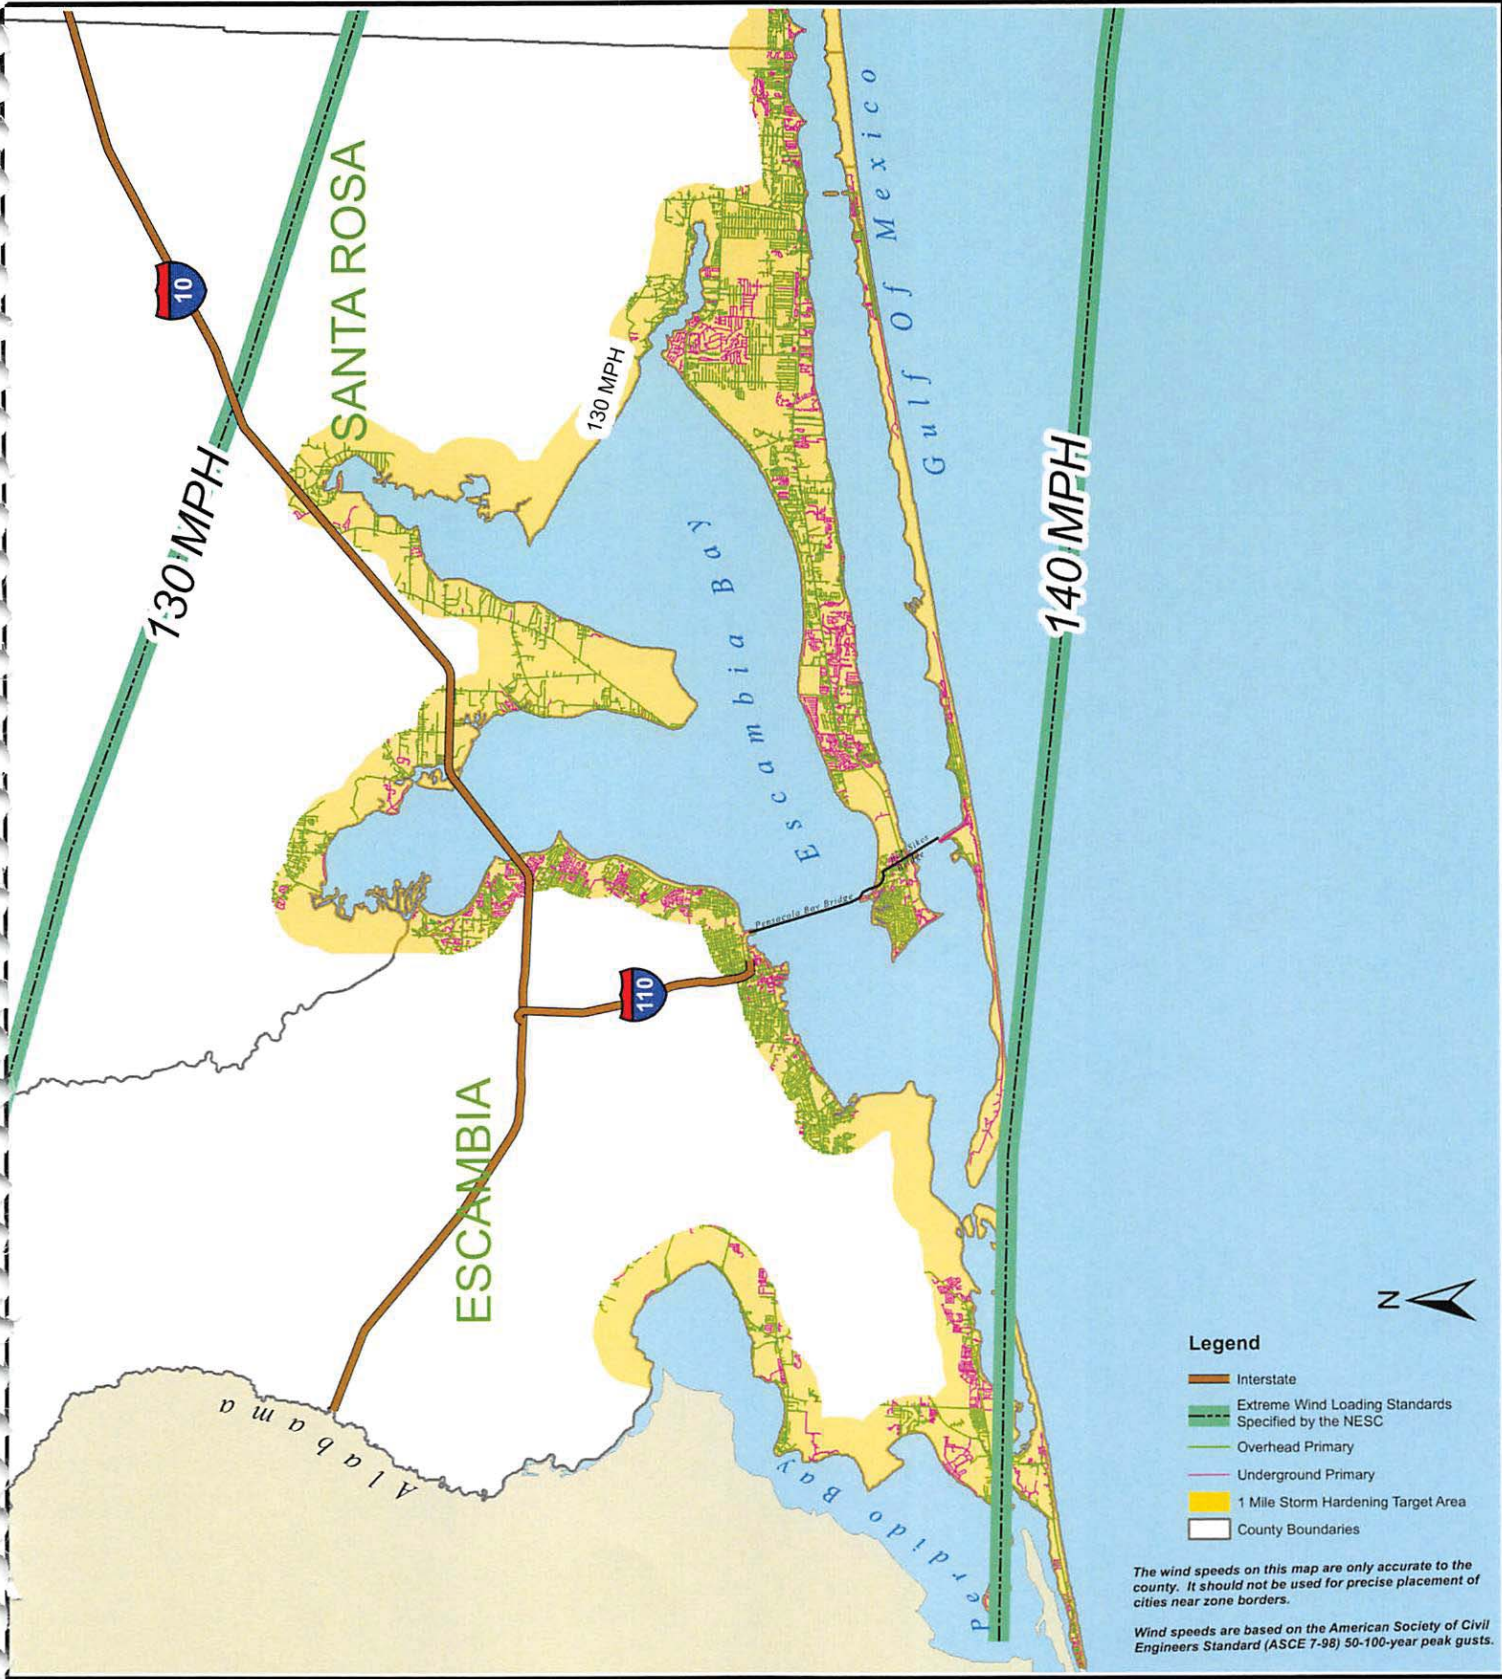 10
SANTA ROSA
130 MPH
130 MPH
Gulf Of Mexico
Escambia Bay
140 MPH
Pensacola Bay Bridge
Sikes
Bridge
110
ESCAMBIA
Alabama
Perdido Bay
N
Legend
Interstate
Extreme Wind Loading Standards
Specified by the NESC
Overhead Primary
Underground Primary
1 Mile Storm Hardening Target Area
County Boundaries
The wind speeds on this map are only accurate to the
county. It should not be used for precise placement of
cities near zone borders.
Wind speeds are based on the American Society of Civil
Engineers Standard (ASCE 7-98) 50-100-year peak gusts.